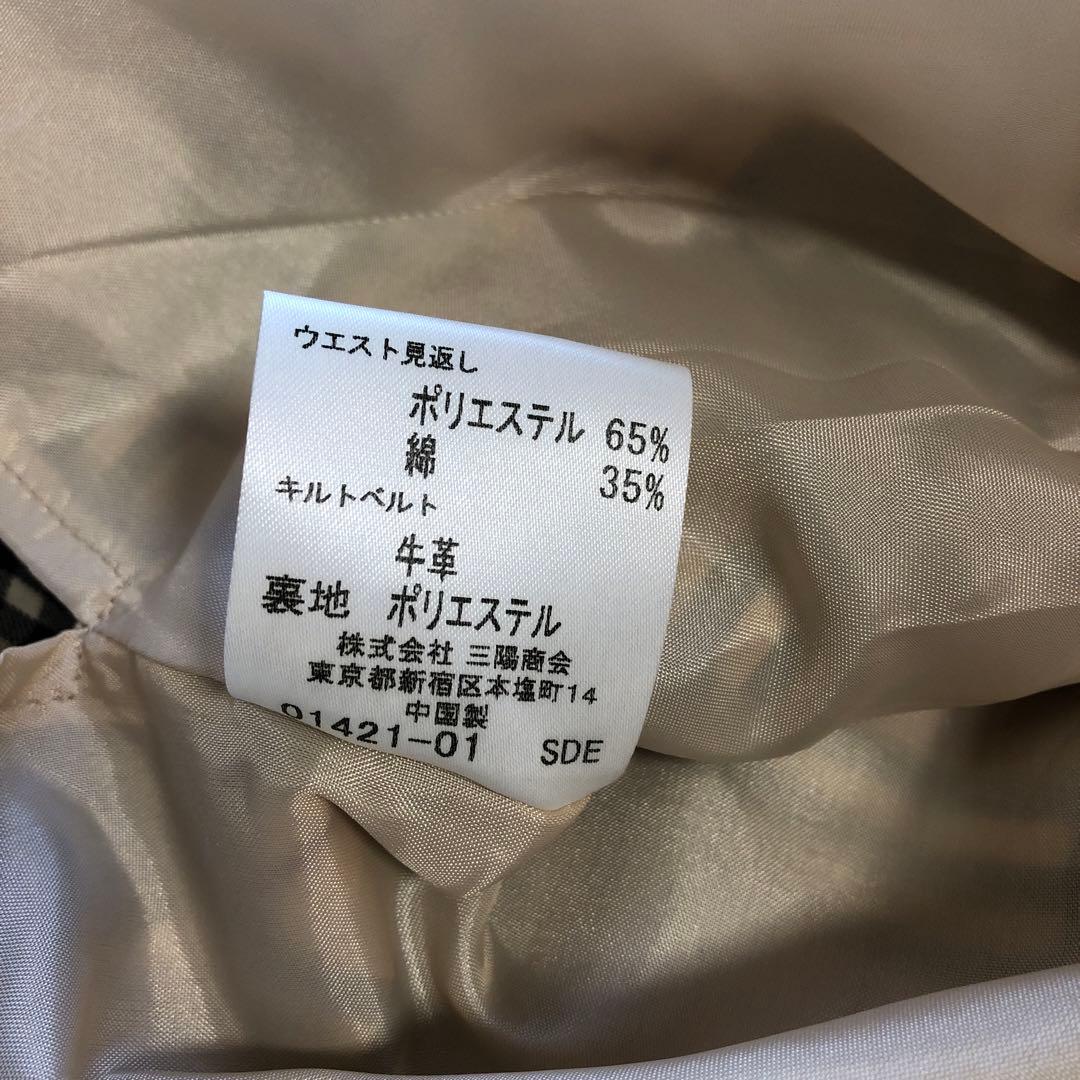 ウエスト見返し
ポリエステル 65%
綿 35%
キルトベルト
牛革
裏地 ポリエステル
株式会社 三陽商会
東京都新宿区本塩町14
中国製
01421-01 SDE